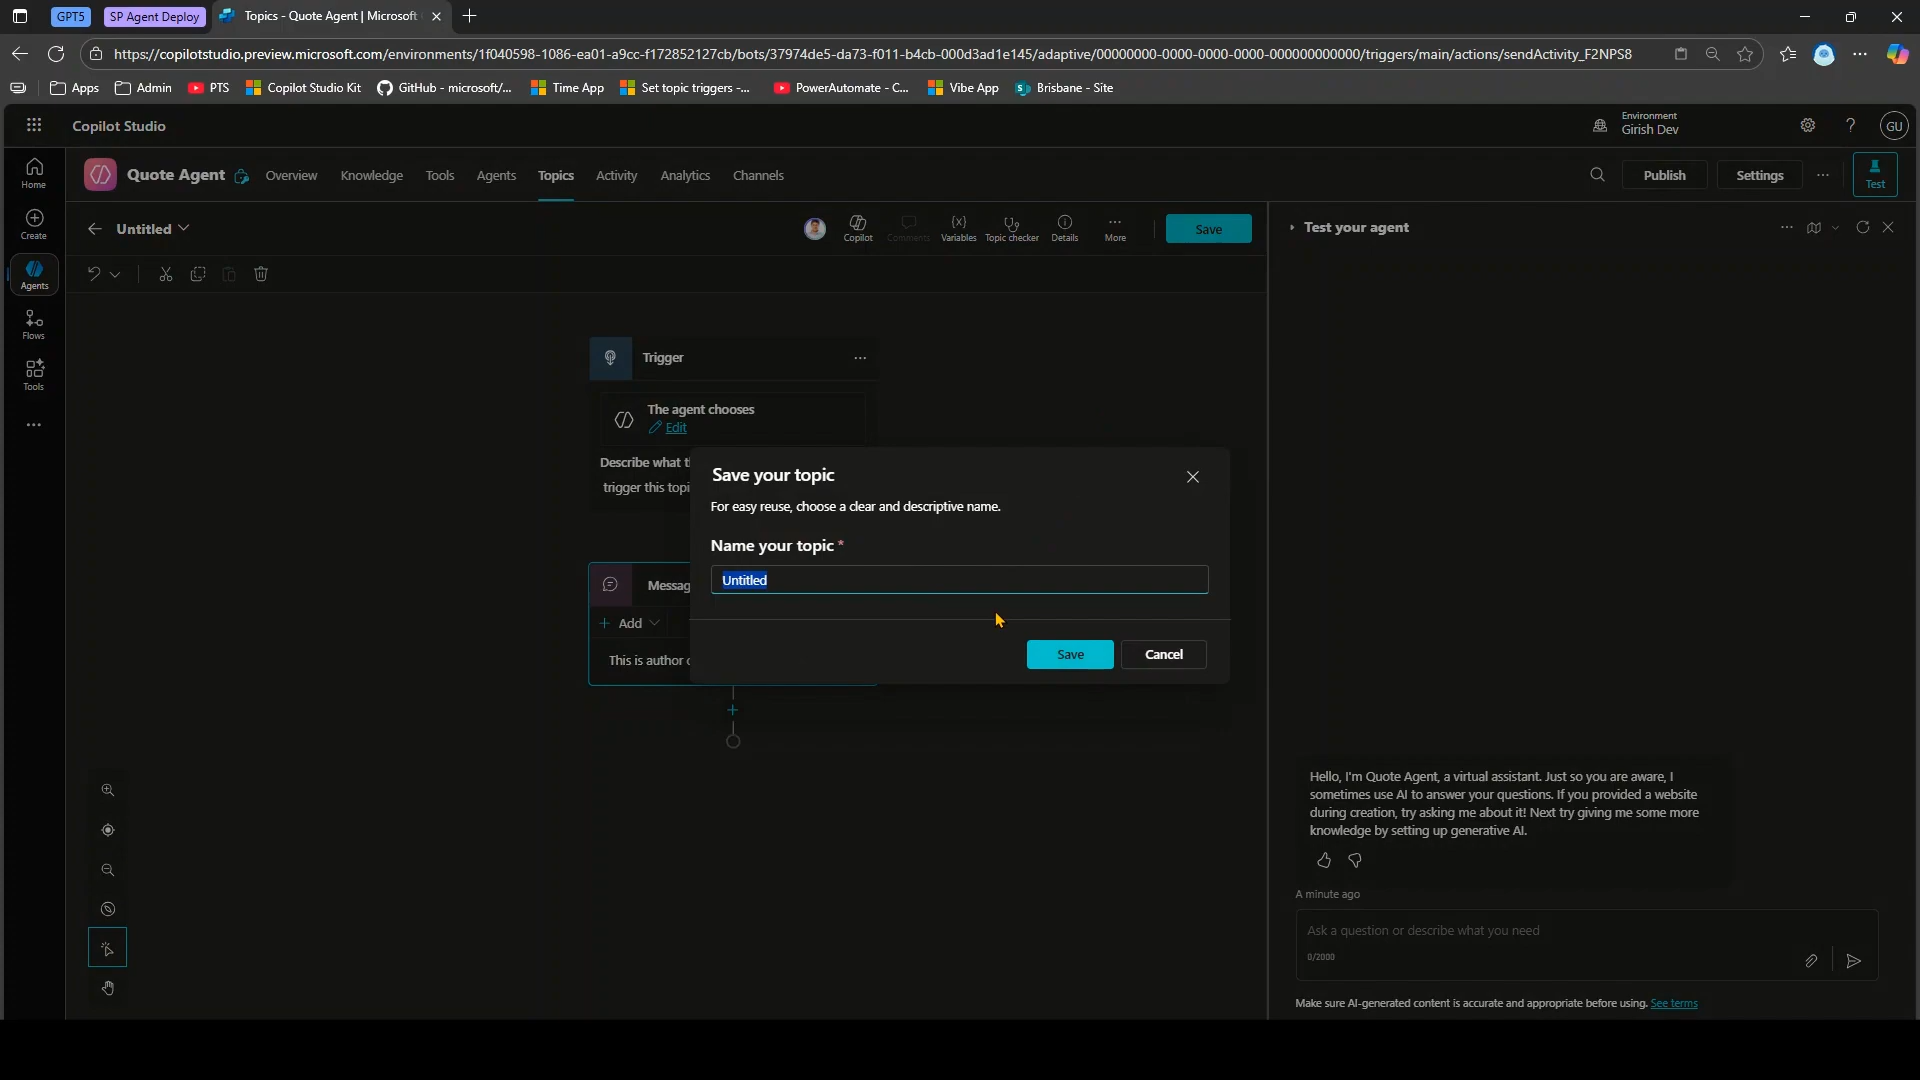 GPT5
SP Agent Deploy
Topics - Quote Agent | Microsoft
https://copilotstudio.preview.microsoft.com/environments/1f040598-1086-ea01-a9cc-f172852127cb/bots/37974de5-da73-f011-b4cb-000d3ad1e145/adaptive/00000000-0000-0000-0000-000000000000/triggers/main/actions/sendActivity_F2NPS8
Apps
Admin
PTS
Copilot Studio Kit
GitHub - microsoft/...
Time App
Set topic triggers -...
PowerAutomate - C...
Vibe App
Brisbane - Site
Copilot Studio
Environment
Girish Dev
GU
Home
Create
Agents
Flows
Tools
Quote Agent
Overview
Knowledge
Tools
Agents
Topics
Activity
Analytics
Channels
Publish
Settings
Test
Untitled
Copilot
Comments
Variables
Topic checker
Details
More
Save
Test your agent
Trigger
The agent chooses
Edit
Describe what t
trigger this topi
Messag
Add
This is author
Save your topic
For easy reuse, choose a clear and descriptive name.
Name your topic *
Untitled
Save
Cancel
Hello, I'm Quote Agent, a virtual assistant. Just so you are aware, I
sometimes use AI to answer your questions. If you provided a website
during creation, try asking me about it! Next try giving me some more
knowledge by setting up generative AI.
A minute ago
Ask a question or describe what you need
0/2000
Make sure AI-generated content is accurate and appropriate before using. See terms